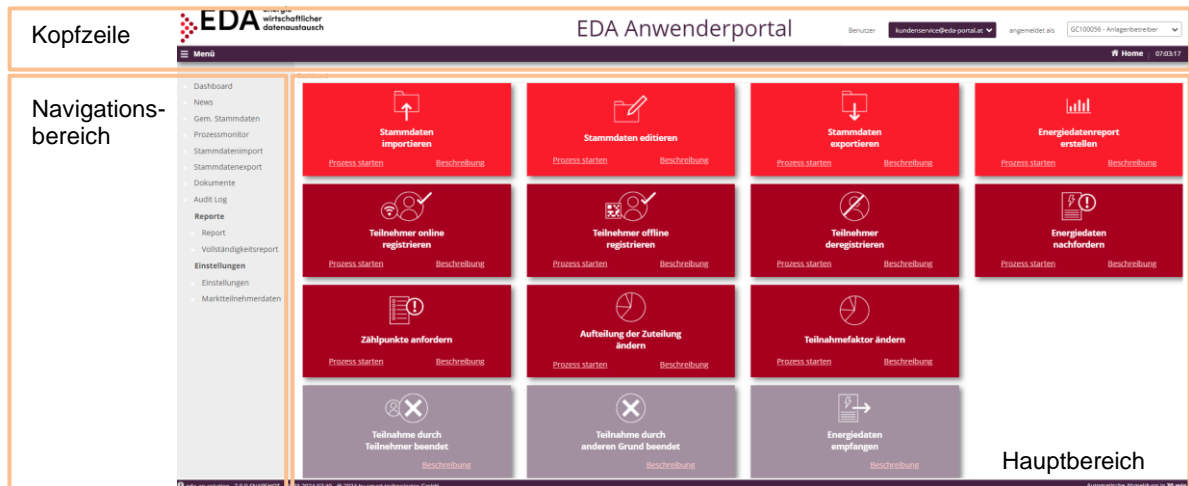 Kopfzeile
EDA wirtschaftlicher datenaustausch
EDA Anwenderportal
Benutzer kundenservice@eda-portal.at angemeldet als GC100056 - Anlagenbetreiber
Menü
Home 07:03:17
Navigations-
bereich
Dashboard
News
Gem. Stammdaten
Prozessmonitor
Stammdatenimport
Stammdatenexport
Dokumente
Audit Log
Reporte
Report
Vollständigkeitsreport
Einstellungen
Einstellungen
Marktteilnehmerdaten
Stammdaten
importieren
Prozess starten Beschreibung
Stammdaten editieren
Prozess starten Beschreibung
Stammdaten
exportieren
Prozess starten Beschreibung
Energiedatenreport
erstellen
Prozess starten Beschreibung
Teilnehmer online
registrieren
Prozess starten Beschreibung
Teilnehmer offline
registrieren
Prozess starten Beschreibung
Teilnehmer
deregistrieren
Prozess starten Beschreibung
Energiedaten
nachfordern
Prozess starten Beschreibung
Zählpunkte anfordern
Prozess starten Beschreibung
Aufteilung der Zuteilung
ändern
Prozess starten Beschreibung
Teilnahmefaktor ändern
Prozess starten Beschreibung
Teilnahme durch
Teilnehmer beendet
Beschreibung
Teilnahme durch
anderen Grund beendet
Beschreibung
Energiedaten
empfangen
Beschreibung
Hauptbereich